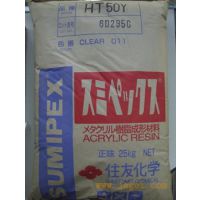 HT50Y
6D295C
CLEAR 011
SUMIPEX
スミペックス
メタクリル樹脂成形材料
ACRYLIC RESIN
正味 25kg NET
住友化学